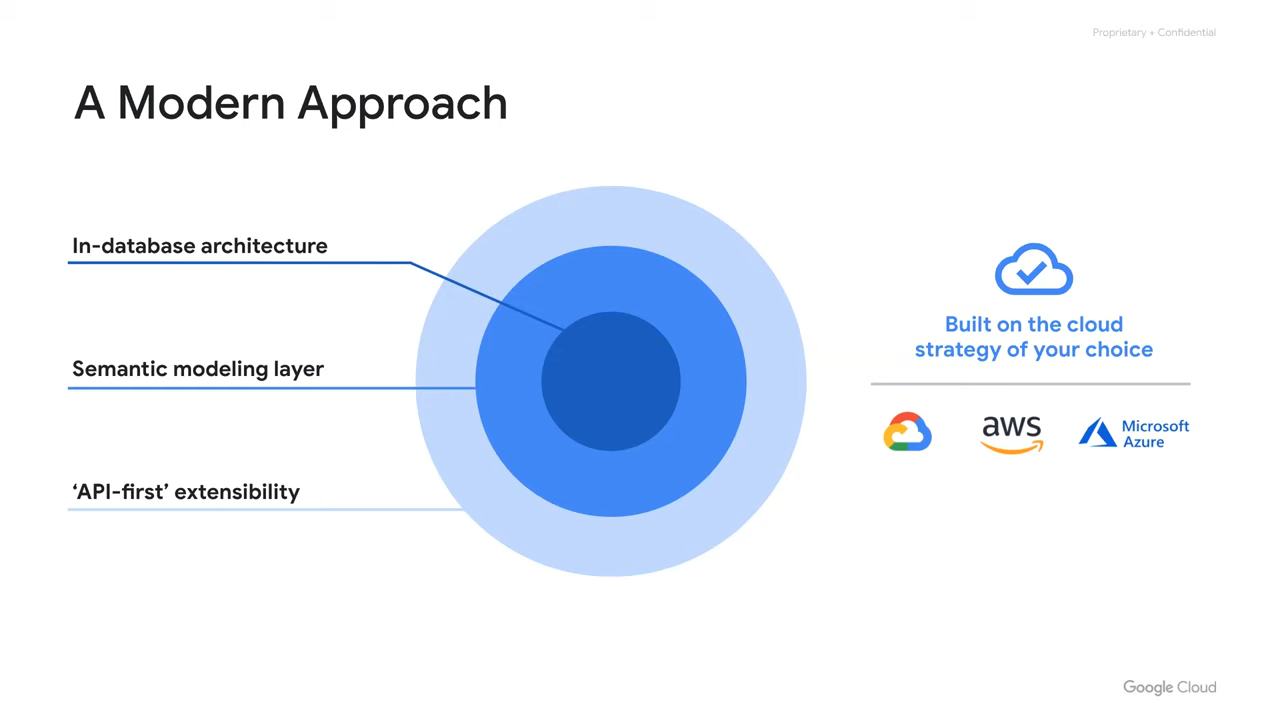 Proprietary + Confidential
A Modern Approach
In-database architecture
Semantic modeling layer
‘API-first’ extensibility
Built on the cloud
strategy of your choice
aws
Microsoft
Azure
Google Cloud